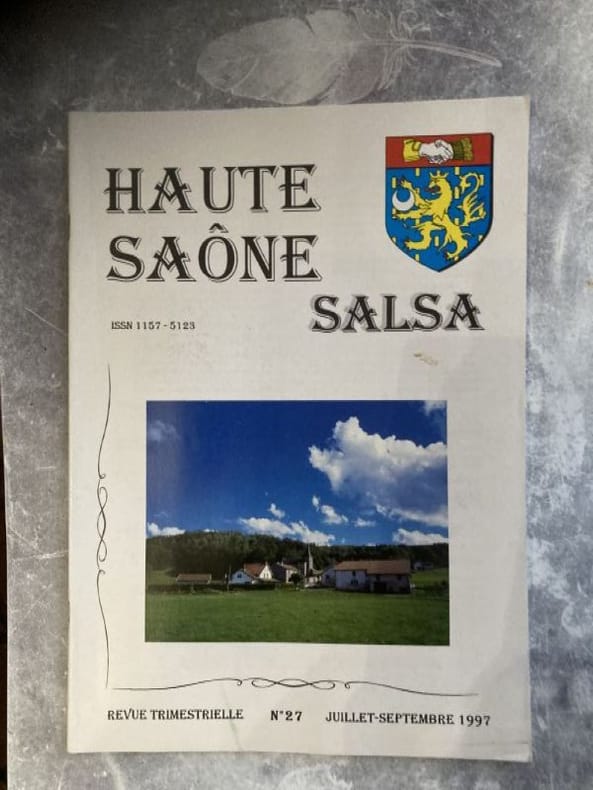 HAUTE
SAÔNE
SALSA
ISSN 1157 - 5123
REVUE TRIMESTRIELLE N°27 JUILLET-SEPTEMBRE 1997